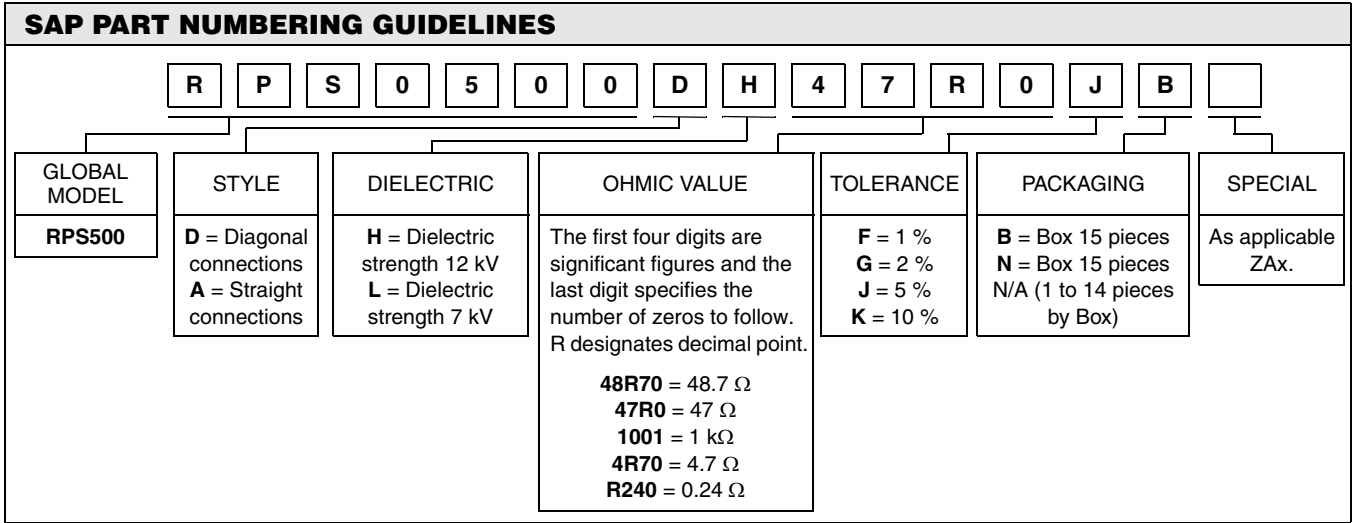 SAP PART NUMBERING GUIDELINES
R P S 0 5 0 0 D H 4 7 R 0 J B
GLOBAL
MODEL
RPS500
STYLE
D = Diagonal
connections
A = Straight
connections
DIELECTRIC
H = Dielectric
strength 12 kV
L = Dielectric
strength 7 kV
OHMIC VALUE
The first four digits are
significant figures and the
last digit specifies the
number of zeros to follow.
R designates decimal point.
48R70 = 48.7 Ω
47R0 = 47 Ω
1001 = 1 kΩ
4R70 = 4.7 Ω
R240 = 0.24 Ω
TOLERANCE
F = 1 %
G = 2 %
J = 5 %
K = 10 %
PACKAGING
B = Box 15 pieces
N = Box 15 pieces
N/A (1 to 14 pieces
by Box)
SPECIAL
As applicable
ZAx.